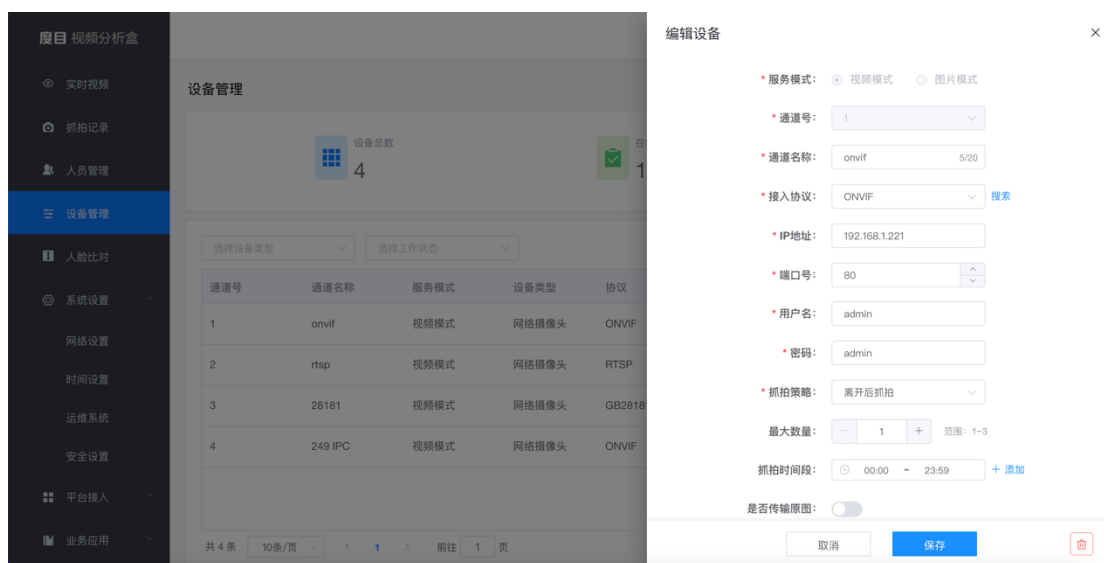 度目 视频分析盒
实时视频
抓拍记录
人员管理
设备管理
人脸比对
系统设置
网络设置
时间设置
运维系统
安全设置
平台接入
业务应用
设备管理
设备总数
4
在
1
选择设备类型 选择工作状态
通道号 通道名称 服务模式 设备类型 协议
1 onvif 视频模式 网络摄像头 ONVIF
2 rtsp 视频模式 网络摄像头 RTSP
3 28181 视频模式 网络摄像头 GB2818
4 249 IPC 视频模式 网络摄像头 ONVIF
共 4 条 10条/页 < 1 > 前往 1 页
编辑设备 ×
* 服务模式： 视频模式 图片模式
* 通道号： 1
* 通道名称： onvif 5/20
* 接入协议： ONVIF 搜索
* IP地址： 192.168.1.221
* 端口号： 80
* 用户名： admin
* 密码： admin
* 抓拍策略： 离开后抓拍
最大数量： − 1 + 范围：1~3
抓拍时间段： 00:00 ~ 23:59 + 添加
是否传输原图：
取消 保存